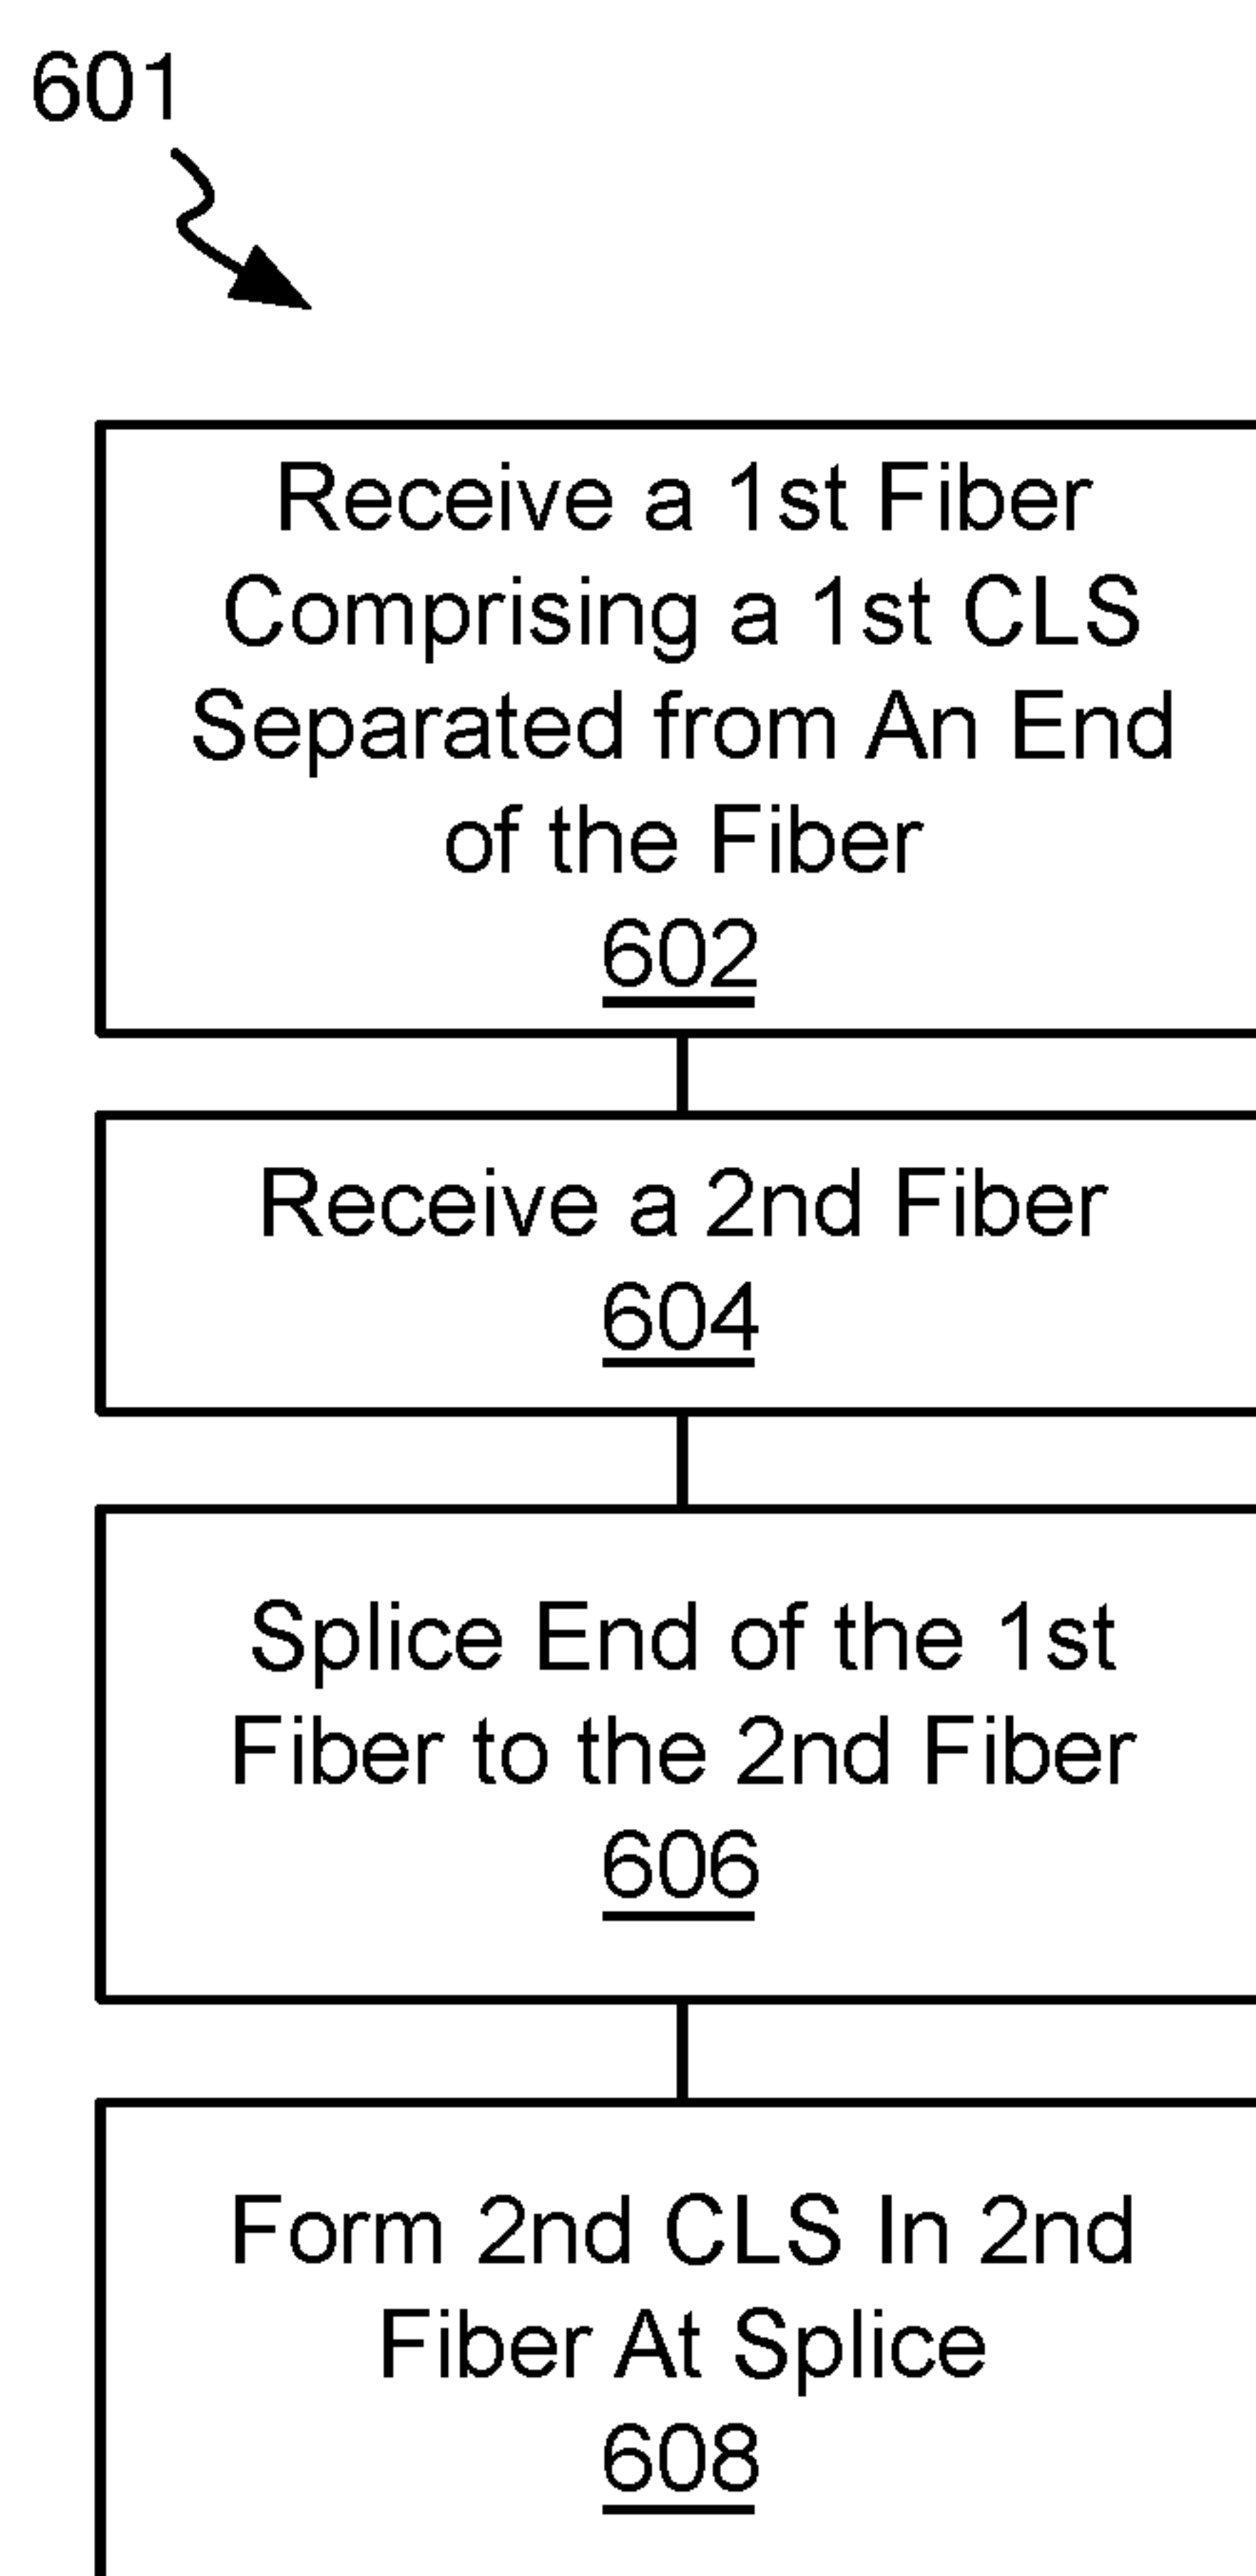 601
Receive a 1st Fiber
Comprising a 1st CLS
Separated from An End
of the Fiber
602
Receive a 2nd Fiber
604
Splice End of the 1st
Fiber to the 2nd Fiber
606
Form 2nd CLS In 2nd
Fiber At Splice
608